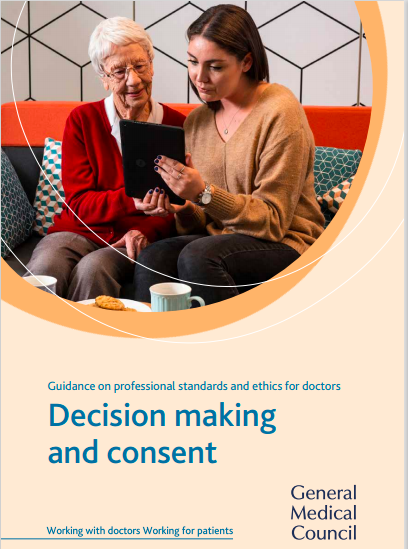 Guidance on professional standards and ethics for doctors
Decision making
and consent
Working with doctors Working for patients
General
Medical
Council